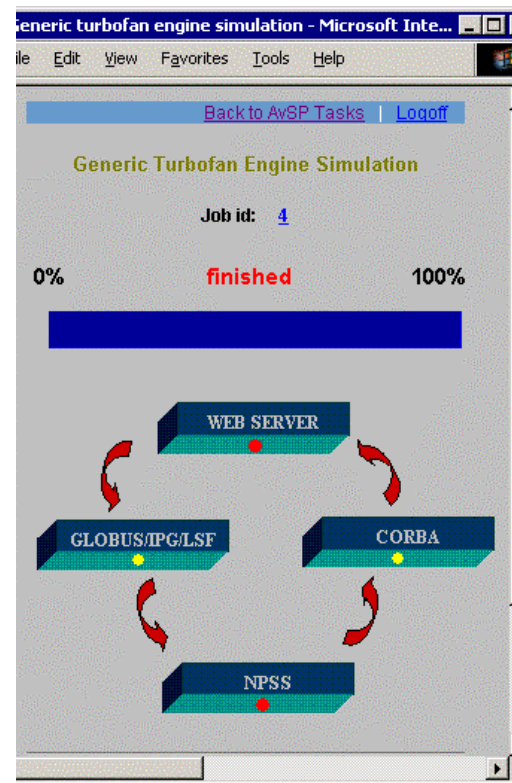 Generic turbofan engine simulation - Microsoft Inte...
ile Edit View Favorites Tools Help
Back to AvSP Tasks | Logoff
Generic Turbofan Engine Simulation
Job id: 4
0% finished 100%
WEB SERVER
GLOBUS/IPG/LSF CORBA
NPSS